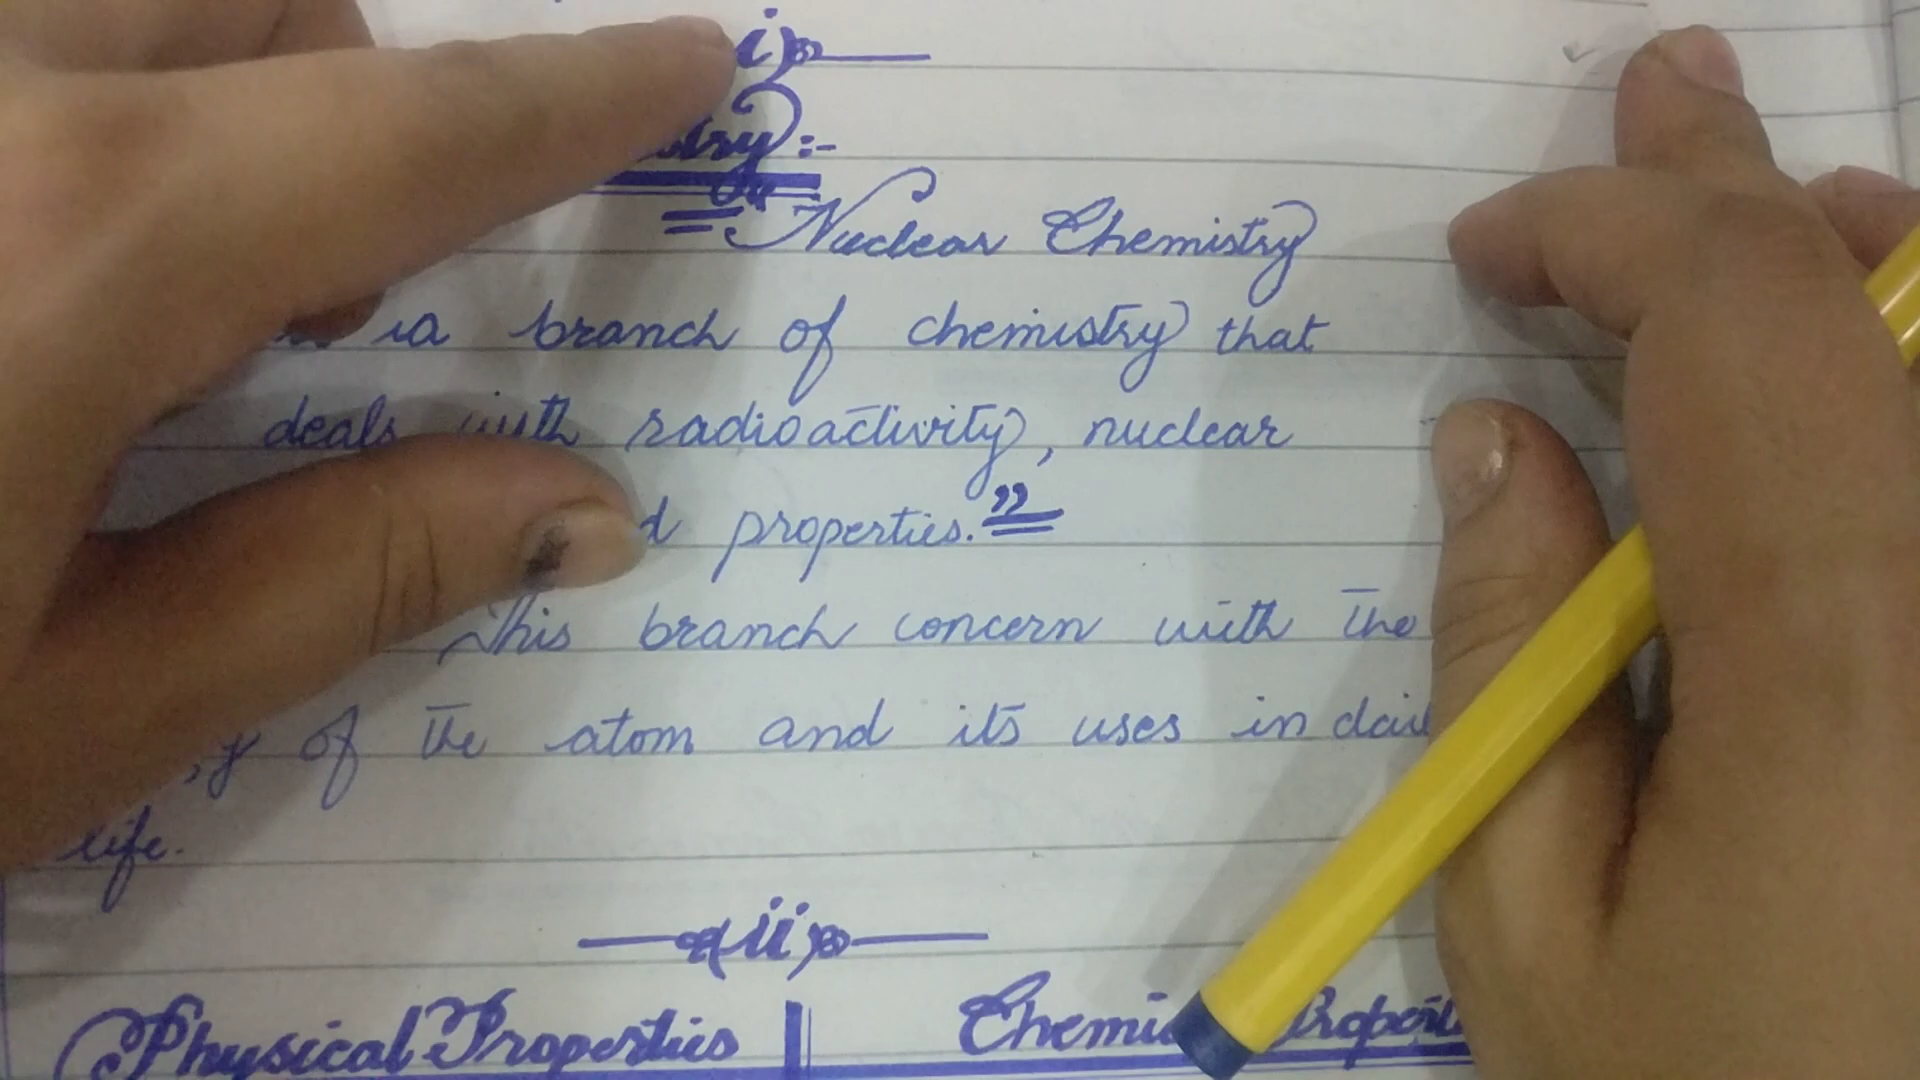 i)
:-
"Nuclear Chemistry
is a branch of chemistry that
deals with radioactivity, nuclear
properties."
This branch concern with the
of the atom and its uses in
life.
(ii)
Physical Properties